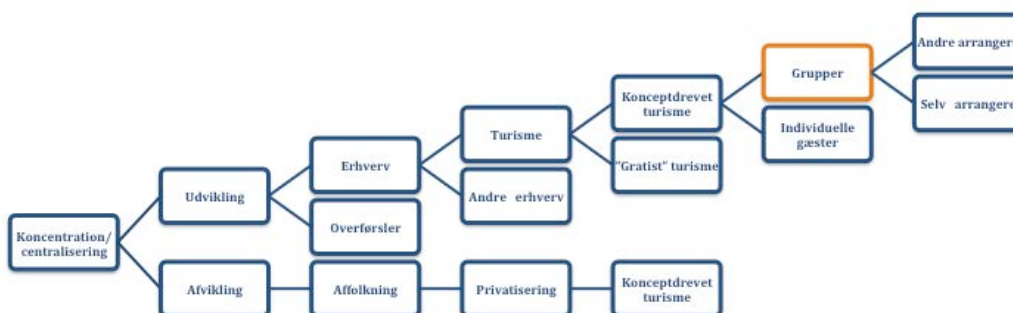 Koncentration/
centralisering
Udvikling
Afvikling
Erhverv
Overførsler
Affolkning
Turisme
Andre erhverv
Privatisering
Konceptdrevet
turisme
"Gratist" turisme
Konceptdrevet
turisme
Grupper
Individuelle
gæster
Andre arrangere
Selv arrangere